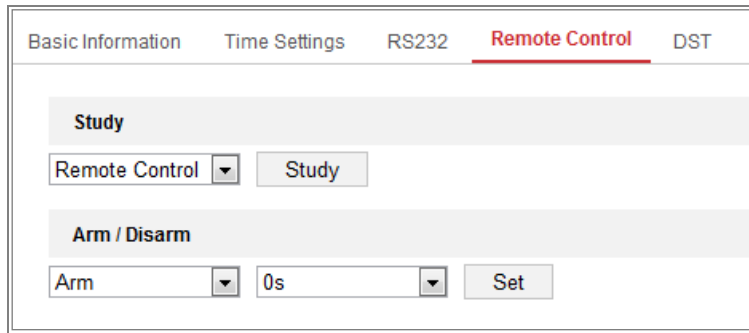 Basic Information Time Settings RS232 Remote Control DST
Study
Remote Control Study
Arm / Disarm
Arm 0s Set